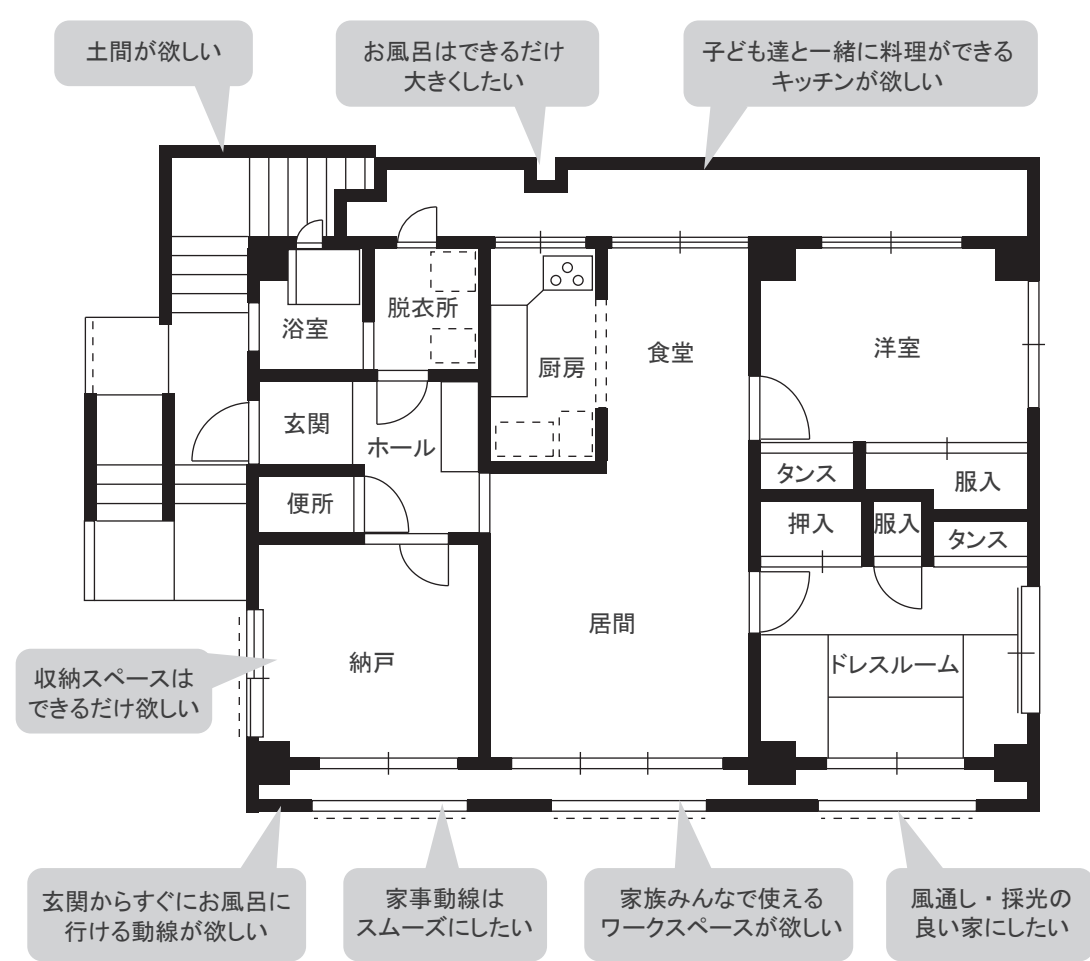 土間が欲しい
お風呂はできるだけ
大きくしたい
子ども達と一緒に料理ができる
キッチンが欲しい
浴室
脱衣所
厨房
食堂
洋室
玄関
ホール
便所
タンス
服入
押入
服入
タンス
居間
納戸
ドレスルーム
収納スペースは
できるだけ欲しい
玄関からすぐにお風呂に
行ける動線が欲しい
家事動線は
スムーズにしたい
家族みんなで使える
ワークスペースが欲しい
風通し・採光の
良い家にしたい